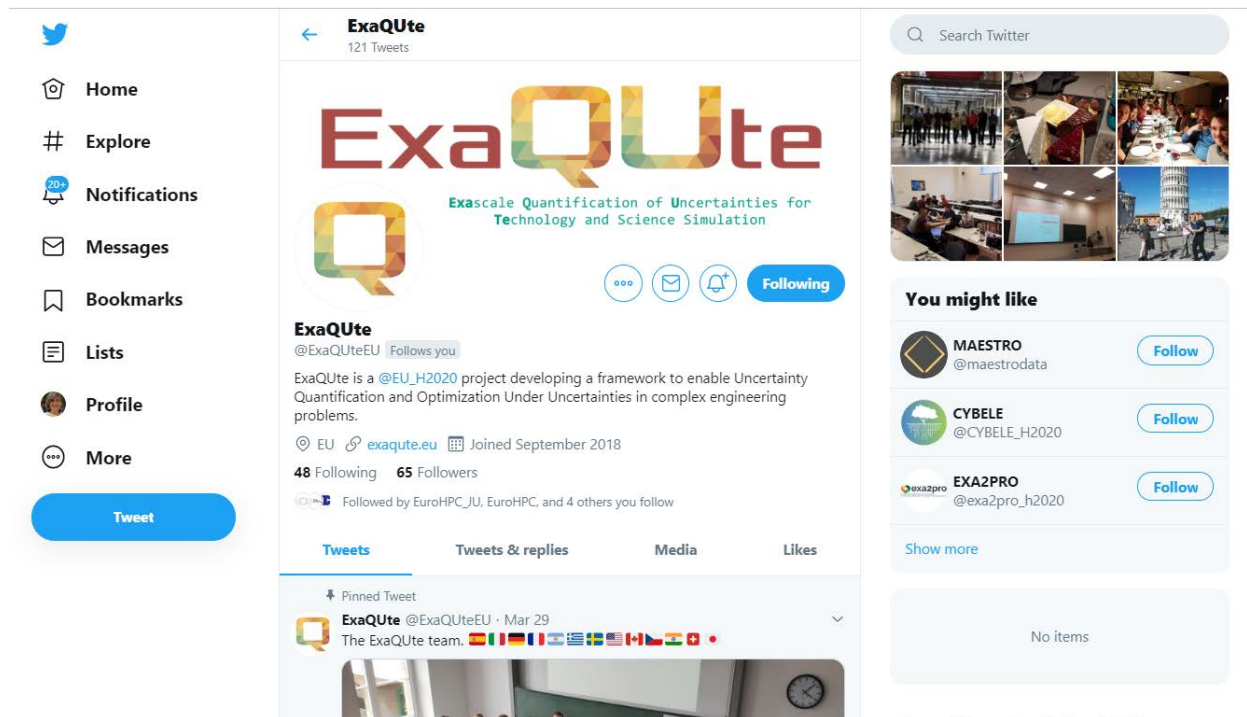 Home
Explore
20+
Notifications
Messages
Bookmarks
Lists
Profile
More
Tweet
ExaQUte
121 Tweets
ExaQUte
Exascale Quantification of Uncertainties for
Technology and Science Simulation
Following
ExaQUte
@ExaQUteEU Follows you
ExaQUte is a @EU_H2020 project developing a framework to enable Uncertainty
Quantification and Optimization Under Uncertainties in complex engineering
problems.
EU exaqute.eu Joined September 2018
48 Following 65 Followers
Followed by EuroHPC_JU, EuroHPC, and 4 others you follow
Tweets Tweets & replies Media Likes
Pinned Tweet
ExaQUte @ExaQUteEU · Mar 29
The ExaQUte team. 🇪🇸🇮🇹🇩🇪🇫🇷🇦🇷🇬🇷🇸🇪🇺🇸🇨🇦🇨🇿🇮🇳🇨🇭🇯🇵
Search Twitter
You might like
MAESTRO
@maestrodata
Follow
CYBELE
@CYBELE_H2020
Follow
exa2pro
EXA2PRO
@exa2pro_h2020
Follow
Show more
No items